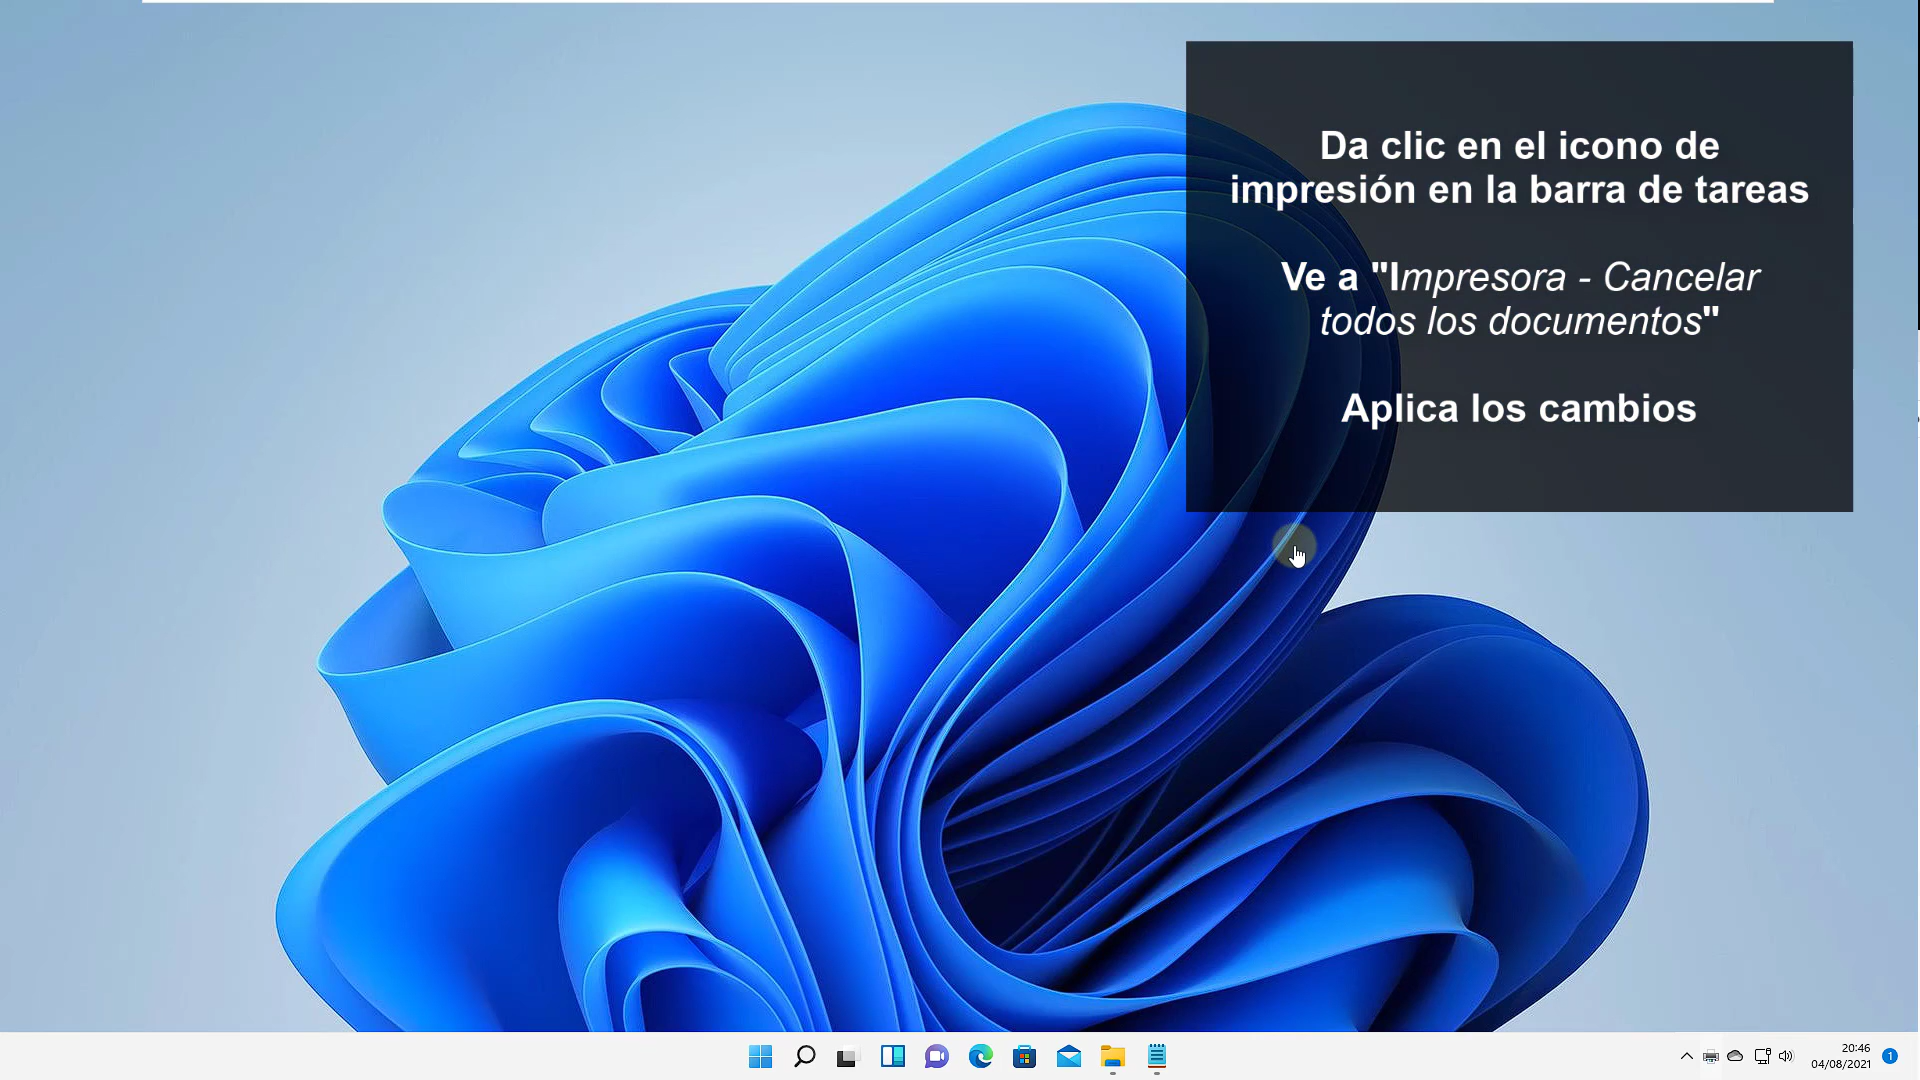 Da clic en el icono de
impresión en la barra de tareas
Ve a "Impresora - Cancelar
todos los documentos"
Aplica los cambios
20:46
04/08/2021
1